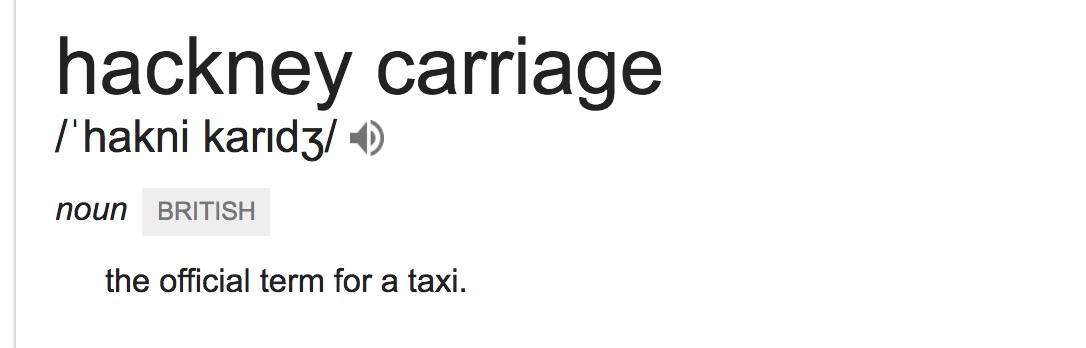 hackney carriage
/ˈhakni karɪdʒ/
noun BRITISH
the official term for a taxi.